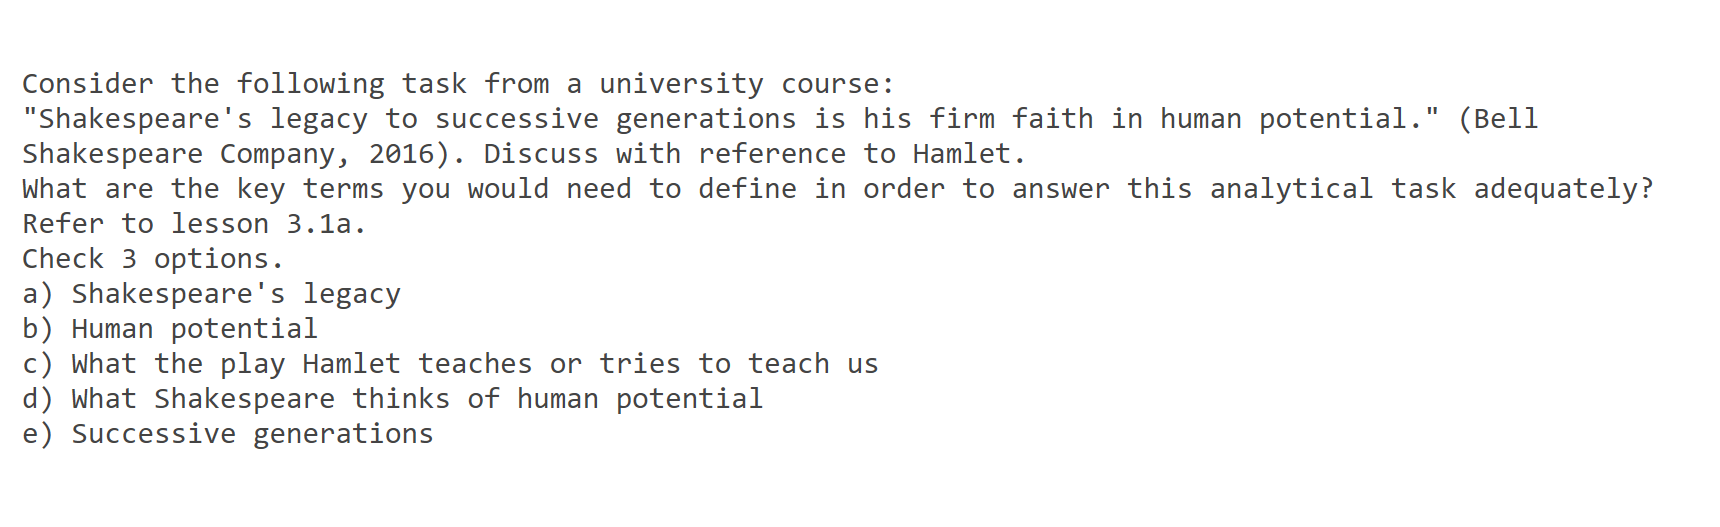 Consider the following task from a university course:
"Shakespeare's legacy to successive generations is his firm faith in human potential." (Bell
Shakespeare Company, 2016). Discuss with reference to Hamlet.
What are the key terms you would need to define in order to answer this analytical task adequately?
Refer to lesson 3.1a.
Check 3 options.
a) Shakespeare's legacy
b) Human potential
c) What the play Hamlet teaches or tries to teach us
d) What Shakespeare thinks of human potential
e) Successive generations